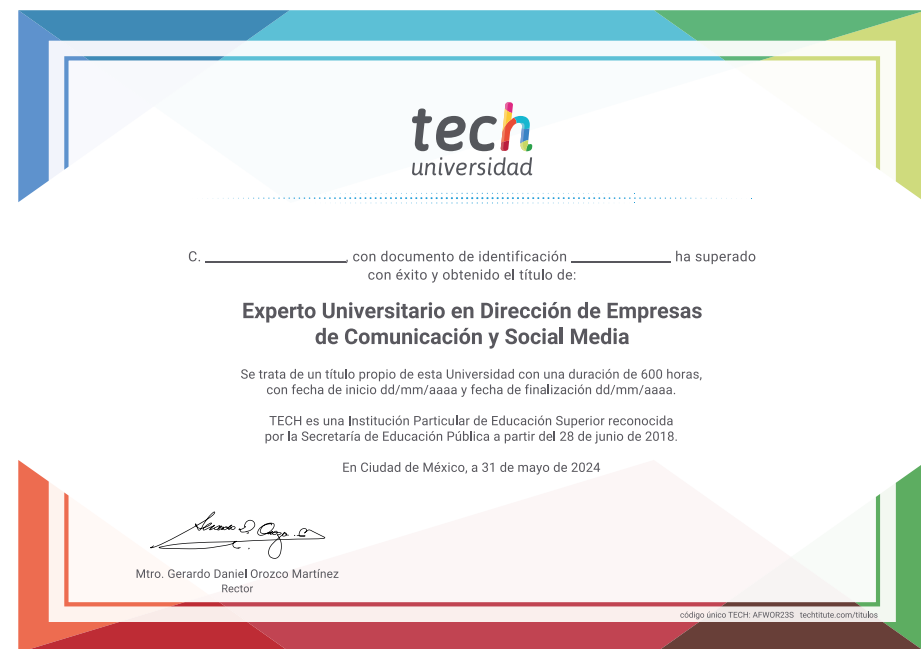 tech
universidad
C. ____________, con documento de identificación ____________ ha superado
con éxito y obtenido el título de:
Experto Universitario en Dirección de Empresas
de Comunicación y Social Media
Se trata de un título propio de esta Universidad con una duración de 600 horas,
con fecha de inicio dd/mm/aaaa y fecha de finalización dd/mm/aaaa.
TECH es una Institución Particular de Educación Superior reconocida
por la Secretaría de Educación Pública a partir del 28 de junio de 2018.
En Ciudad de México, a 31 de mayo de 2024
Mtro. Gerardo Daniel Orozco Martínez
Rector
código único TECH: AFWOR23S techtitute.com/titulos